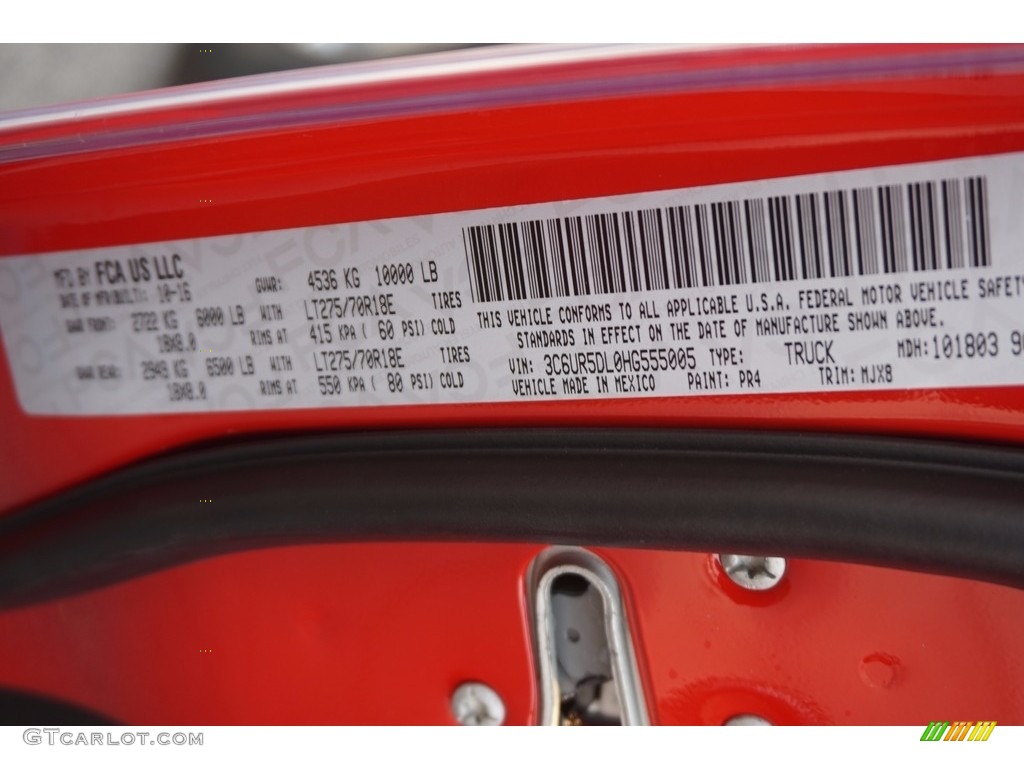 MFD BY FCA US LLC
DATE OF MFR/BUILT: 10-16
GVWR: 4536 KG 10000 LB
GAWR FRONT: 2722 KG 6000 LB WITH LT275/70R18E TIRES
18X8.0 RIMS AT 415 KPA ( 60 PSI) COLD
GAWR REAR: 2949 KG 6500 LB WITH LT275/70R18E TIRES
18X8.0 RIMS AT 550 KPA ( 80 PSI) COLD
THIS VEHICLE CONFORMS TO ALL APPLICABLE U.S.A. FEDERAL MOTOR VEHICLE SAFETY
STANDARDS IN EFFECT ON THE DATE OF MANUFACTURE SHOWN ABOVE.
VIN: 3C6UR5DL0HG555005 TYPE: TRUCK MDH: 101803
VEHICLE MADE IN MEXICO PAINT: PR4 TRIM: MJX8
GTCARLOT.COM